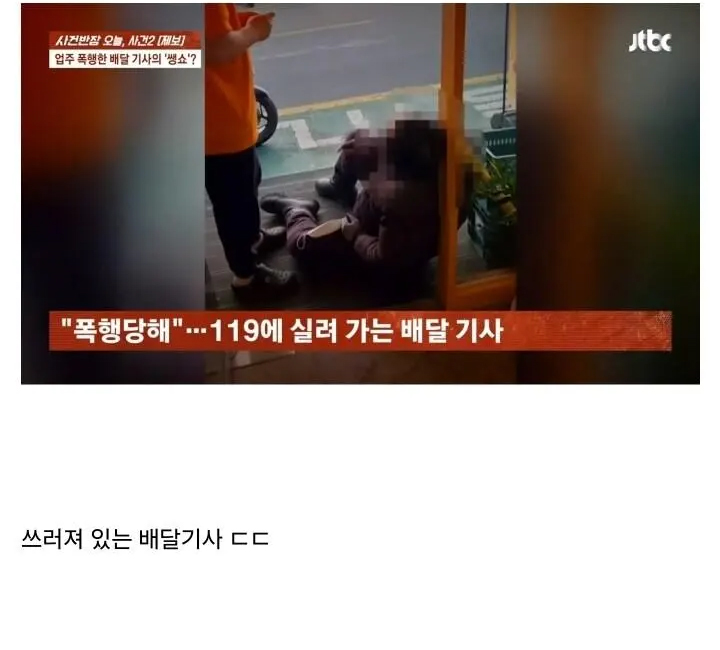 사건반장 오늘, 사건2 [제보]
jtbc
업주 폭행한 배달 기사의 '쌩쇼'?
"폭행당해"…119에 실려 가는 배달 기사
쓰러져 있는 배달기사 ㄷㄷ